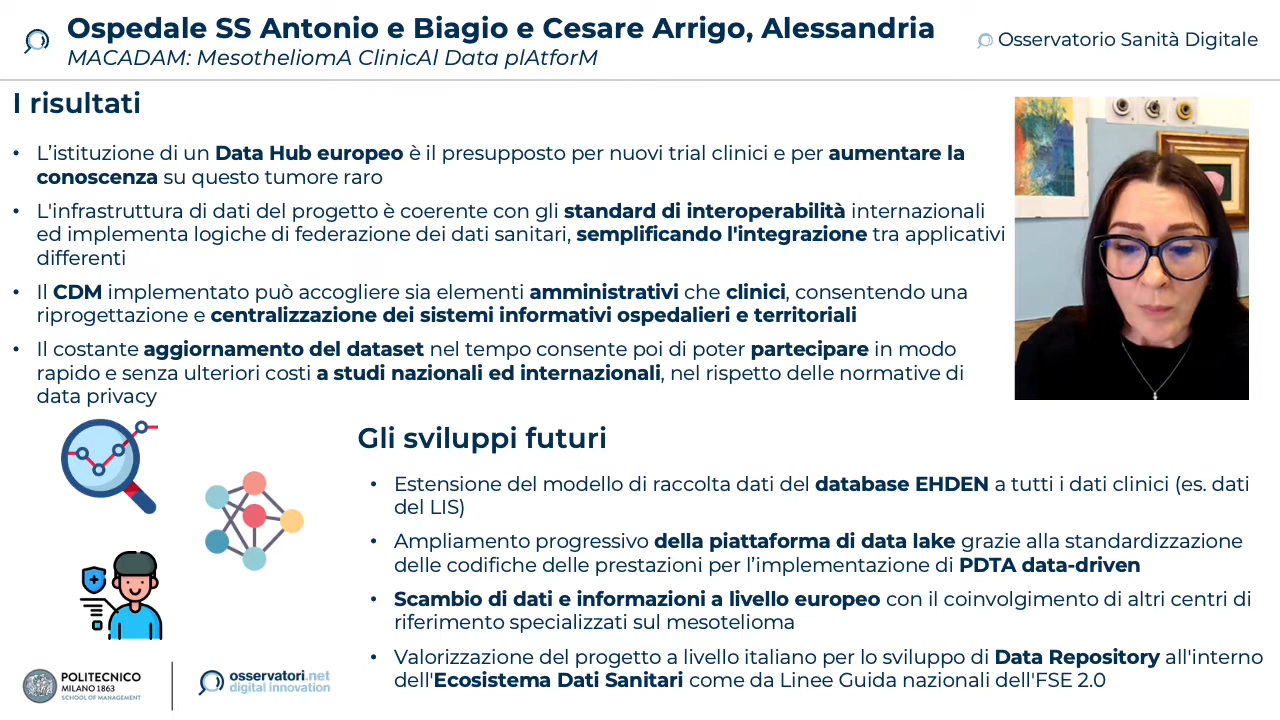 Ospedale SS Antonio e Biagio e Cesare Arrigo, Alessandria
MACADAM: MesotheliomA ClinicAl Data plAtforM
Osservatorio Sanità Digitale
I risultati
• L’istituzione di un Data Hub europeo è il presupposto per nuovi trial clinici e per aumentare la
conoscenza su questo tumore raro
• L'infrastruttura di dati del progetto è coerente con gli standard di interoperabilità internazionali
ed implementa logiche di federazione dei dati sanitari, semplificando l'integrazione tra applicativi
differenti
• Il CDM implementato può accogliere sia elementi amministrativi che clinici, consentendo una
riprogettazione e centralizzazione dei sistemi informativi ospedalieri e territoriali
• Il costante aggiornamento del dataset nel tempo consente poi di poter partecipare in modo
rapido e senza ulteriori costi a studi nazionali ed internazionali, nel rispetto delle normative di
data privacy
Gli sviluppi futuri
• Estensione del modello di raccolta dati del database EHDEN a tutti i dati clinici (es. dati
del LIS)
• Ampliamento progressivo della piattaforma di data lake grazie alla standardizzazione
delle codifiche delle prestazioni per l’implementazione di PDTA data-driven
• Scambio di dati e informazioni a livello europeo con il coinvolgimento di altri centri di
riferimento specializzati sul mesotelioma
• Valorizzazione del progetto a livello italiano per lo sviluppo di Data Repository all'interno
dell'Ecosistema Dati Sanitari come da Linee Guida nazionali dell'FSE 2.0
POLITECNICO
MILANO 1863
SCHOOL OF MANAGEMENT
osservatori.net
digital innovation